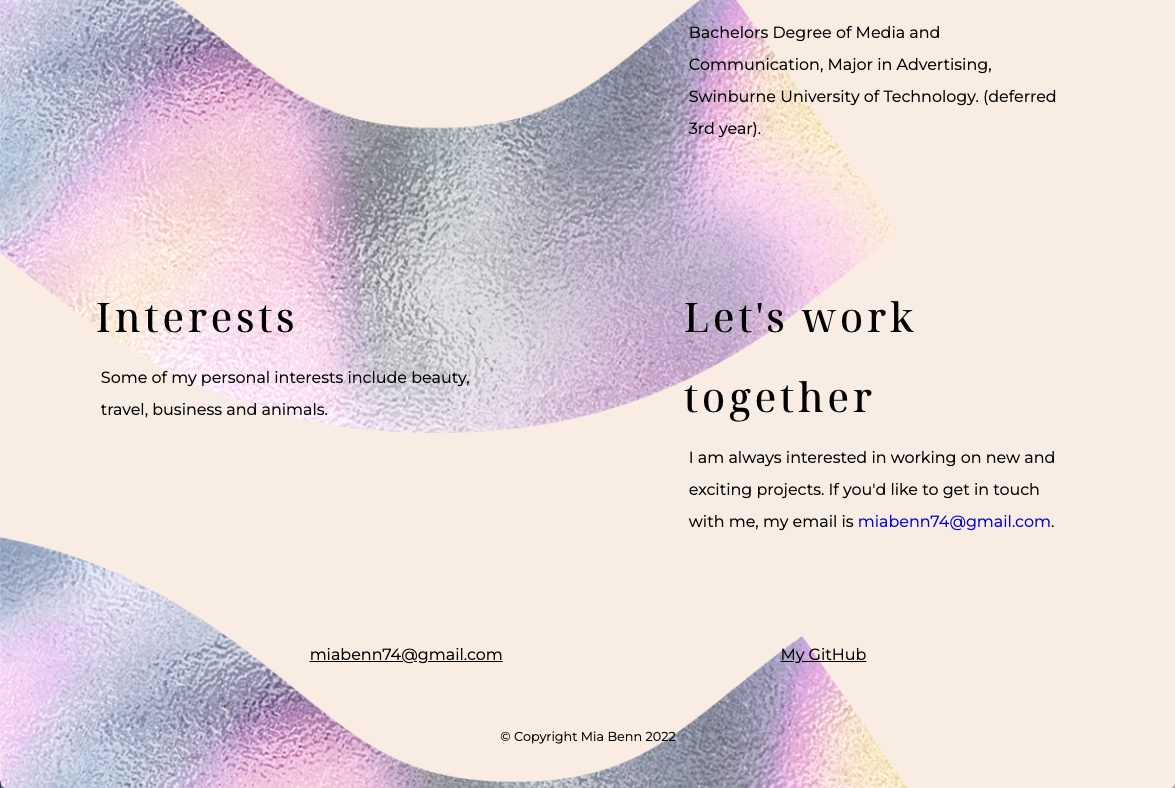 Bachelors Degree of Media and
Communication, Major in Advertising,
Swinburne University of Technology. (deferred
3rd year).
Interests
Some of my personal interests include beauty,
travel, business and animals.
Let's work
together
I am always interested in working on new and
exciting projects. If you'd like to get in touch
with me, my email is miabenn74@gmail.com.
miabenn74@gmail.com
My GitHub
© Copyright Mia Benn 2022